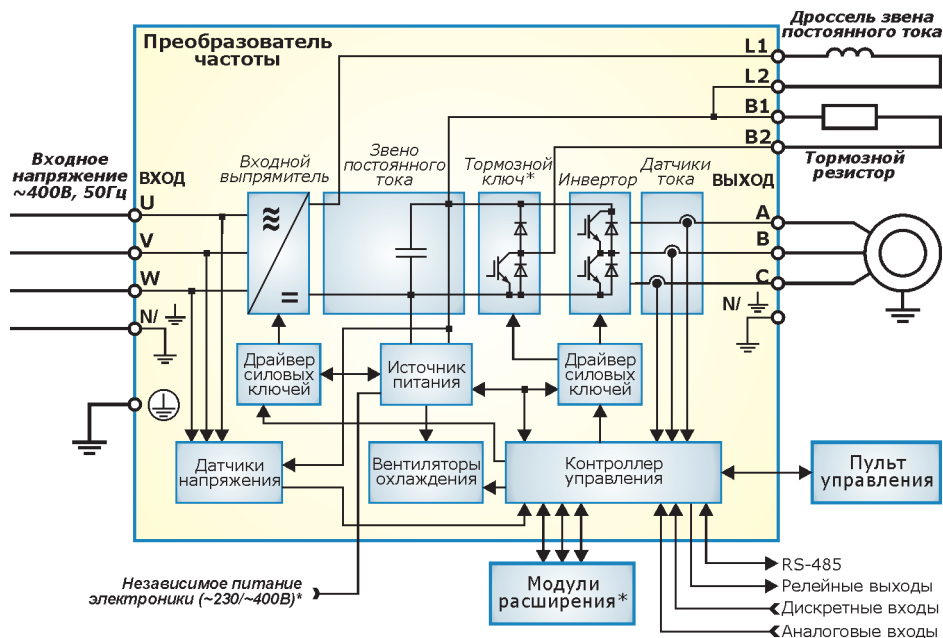 Преобразователь
частоты
Дроссель звена
постоянного тока
L1
L2
B1
B2
Тормозной
резистор
Входное
напряжение
~400В, 50Гц
ВХОД
Входной
выпрямитель
Звено
постоянного
тока
Тормозной
ключ*
Инвертор
Датчики
тока
ВЫХОД
U
V
W
N/
≋
=
A
B
C
N/
Драйвер
силовых
ключей
Источник
питания
Драйвер
силовых
ключей
Датчики
напряжения
Вентиляторы
охлаждения
Контроллер
управления
Пульт
управления
Независимое питание
электроники (~230/~400В)*
Модули
расширения*
RS-485
Релейные выходы
Дискретные входы
Аналоговые входы